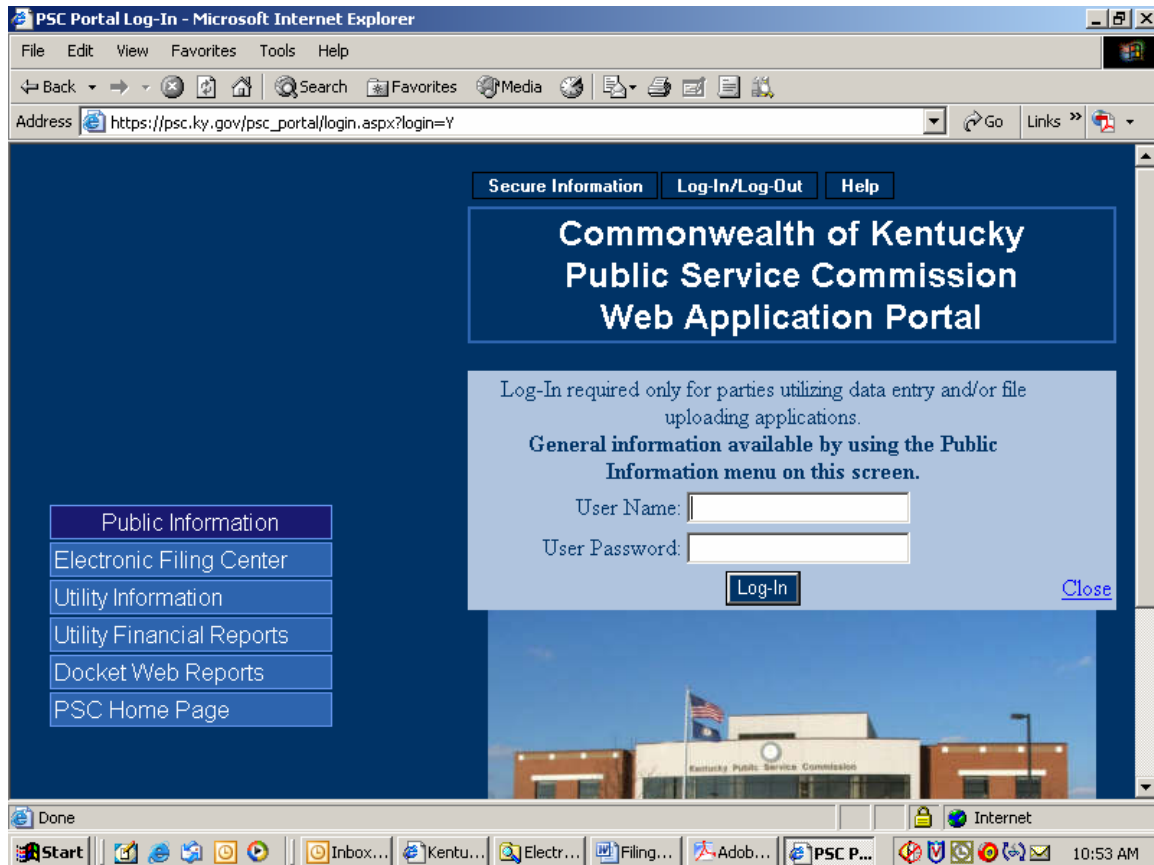 PSC Portal Log-In - Microsoft Internet Explorer
File Edit View Favorites Tools Help
Back Search Favorites Media
Address https://psc.ky.gov/psc_portal/login.aspx?login=Y Go Links »
Secure Information Log-In/Log-Out Help
Commonwealth of Kentucky
Public Service Commission
Web Application Portal
Log-In required only for parties utilizing data entry and/or file
uploading applications.
General information available by using the Public
Information menu on this screen.
User Name:
User Password:
Log-In Close
Public Information
Electronic Filing Center
Utility Information
Utility Financial Reports
Docket Web Reports
PSC Home Page
Kentucky Public Service Commission
Done Internet
Start Inbox... Kentu... Electr... Filing... Adob... PSC P... 10:53 AM